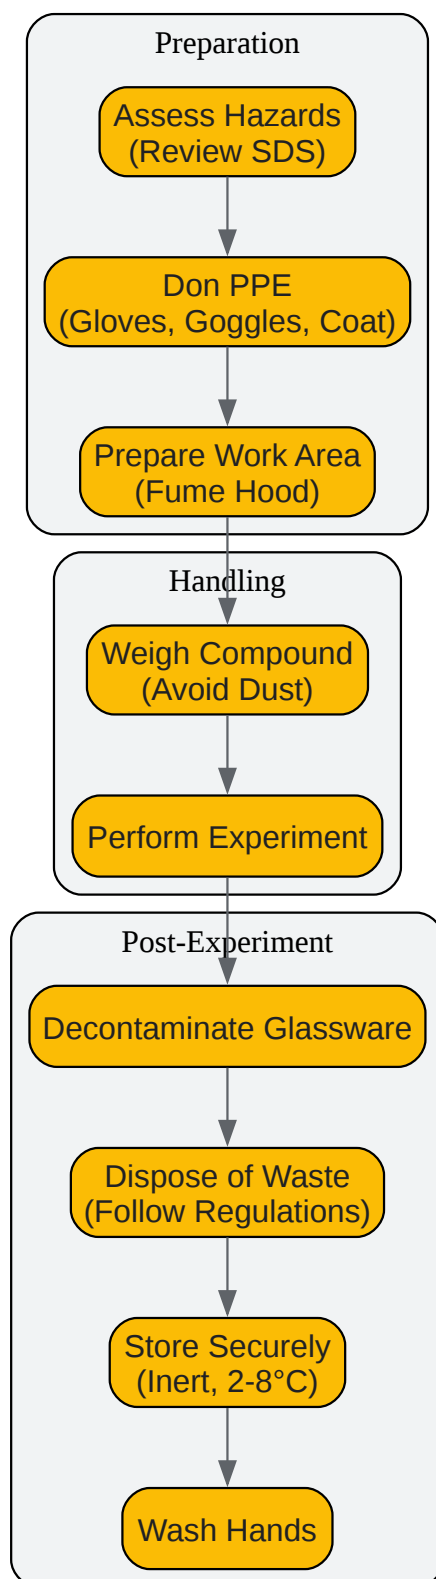 Preparation
Assess Hazards
(Review SDS)
Don PPE
(Gloves, Goggles, Coat)
Prepare Work Area
(Fume Hood)
Handling
Weigh Compound
(Avoid Dust)
Perform Experiment
Post-Experiment
Decontaminate Glassware
Dispose of Waste
(Follow Regulations)
Store Securely
(Inert, 2-8°C)
Wash Hands